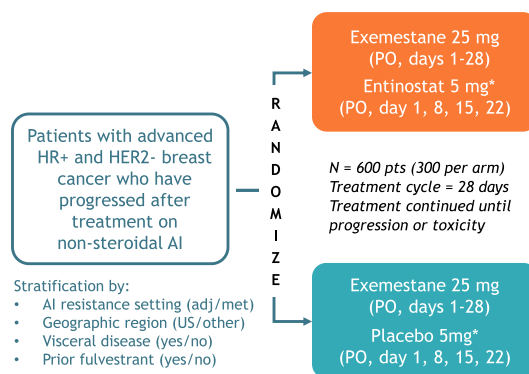 Exemestane 25 mg
(PO, days 1-28)
Entinostat 5 mg*
(PO, day 1, 8, 15, 22)
RANDOMIZE
Patients with advanced
HR+ and HER2- breast
cancer who have
progressed after
treatment on
non-steroidal AI
N = 600 pts (300 per arm)
Treatment cycle = 28 days
Treatment continued until
progression or toxicity
Stratification by:
• AI resistance setting (adj/met)
• Geographic region (US/other)
• Visceral disease (yes/no)
• Prior fulvestrant (yes/no)
Exemestane 25 mg
(PO, days 1-28)
Placebo 5mg*
(PO, day 1, 8, 15, 22)